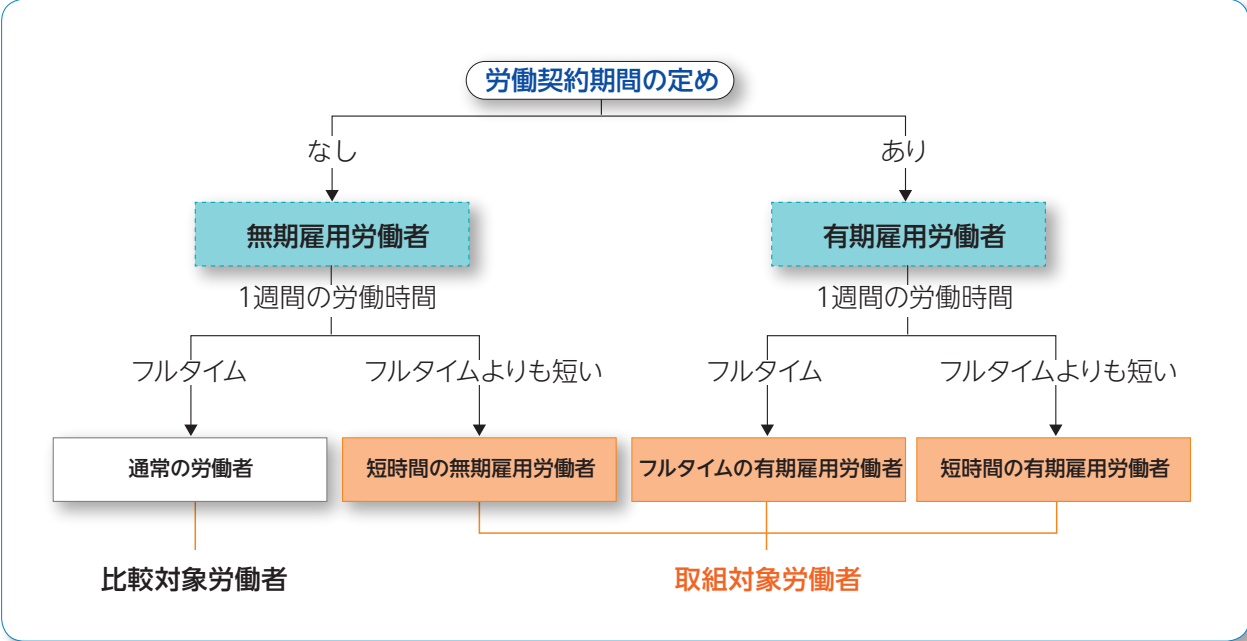 労働契約期間の定め
なし
あり
無期雇用労働者
有期雇用労働者
1週間の労働時間
1週間の労働時間
フルタイム
フルタイムよりも短い
フルタイム
フルタイムよりも短い
通常の労働者
短時間の無期雇用労働者
フルタイムの有期雇用労働者
短時間の有期雇用労働者
比較対象労働者
取組対象労働者